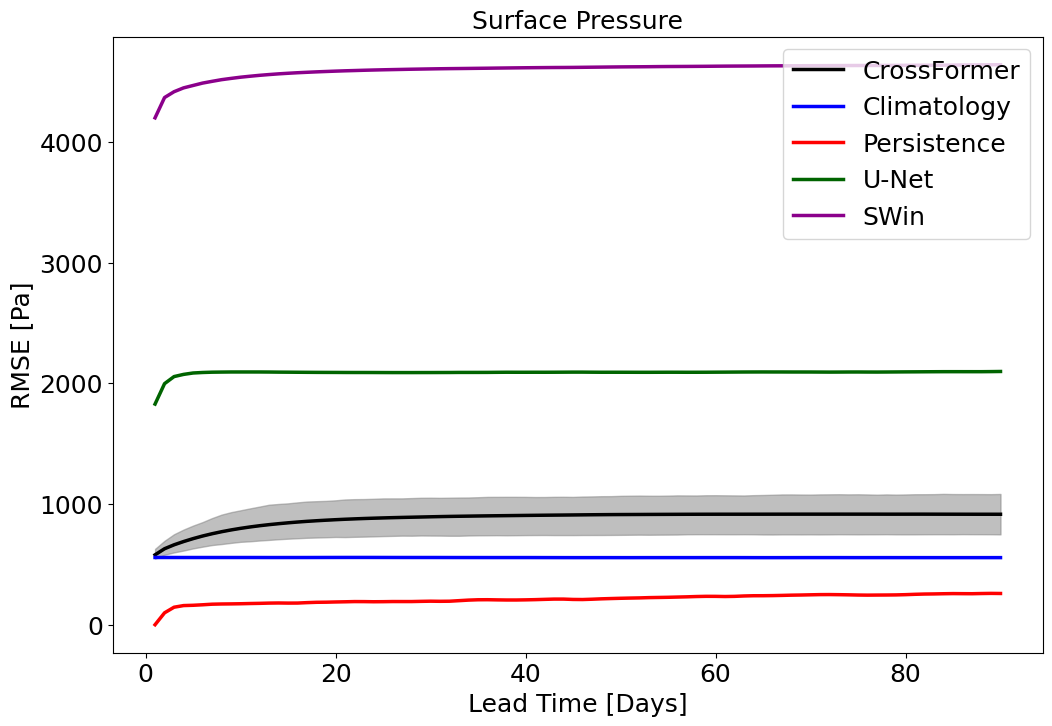 Surface Pressure
CrossFormer
Climatology
Persistence
U-Net
SWin
RMSE [Pa]
4000
3000
2000
1000
0
0 20 40 60 80
Lead Time [Days]